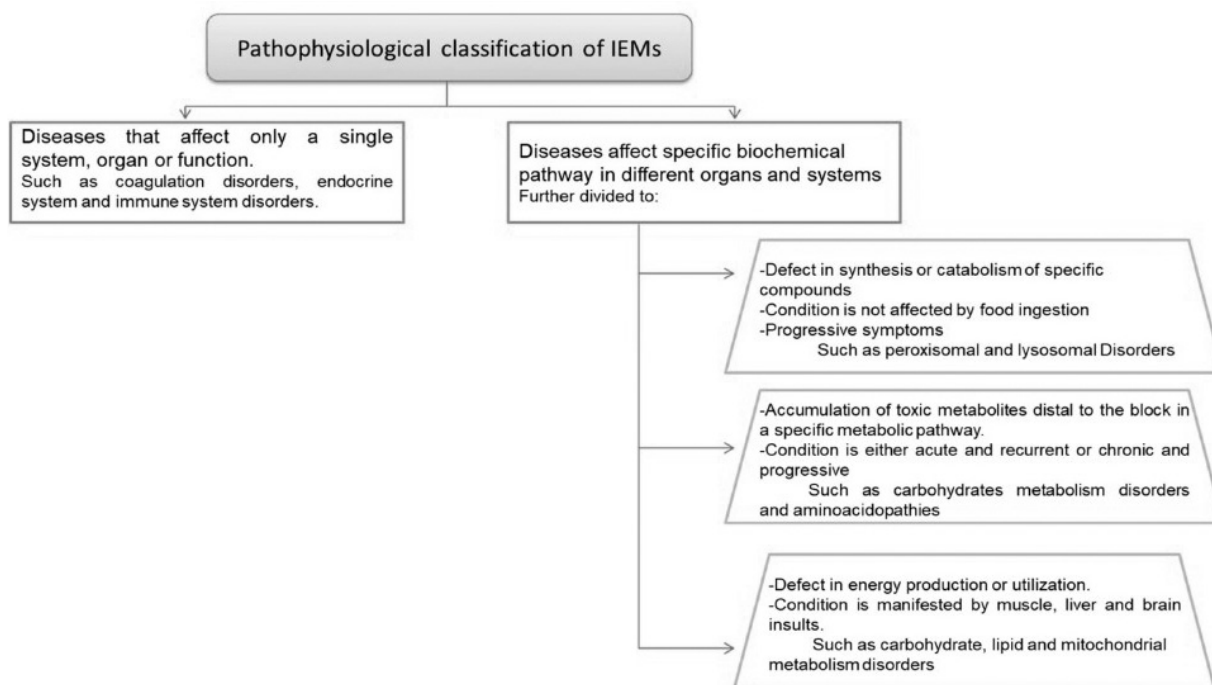 Pathophysiological classification of IEMs
Diseases that affect only a single
system, organ or function.
Such as coagulation disorders, endocrine
system and immune system disorders.
Diseases affect specific biochemical
pathway in different organs and systems
Further divided to:
-Defect in synthesis or catabolism of specific
compounds
-Condition is not affected by food ingestion
-Progressive symptoms
Such as peroxisomal and lysosomal Disorders
-Accumulation of toxic metabolites distal to the block in
a specific metabolic pathway.
-Condition is either acute and recurrent or chronic and
progressive
Such as carbohydrates metabolism disorders
and aminoacidopathies
-Defect in energy production or utilization.
-Condition is manifested by muscle, liver and brain
insults.
Such as carbohydrate, lipid and mitochondrial
metabolism disorders